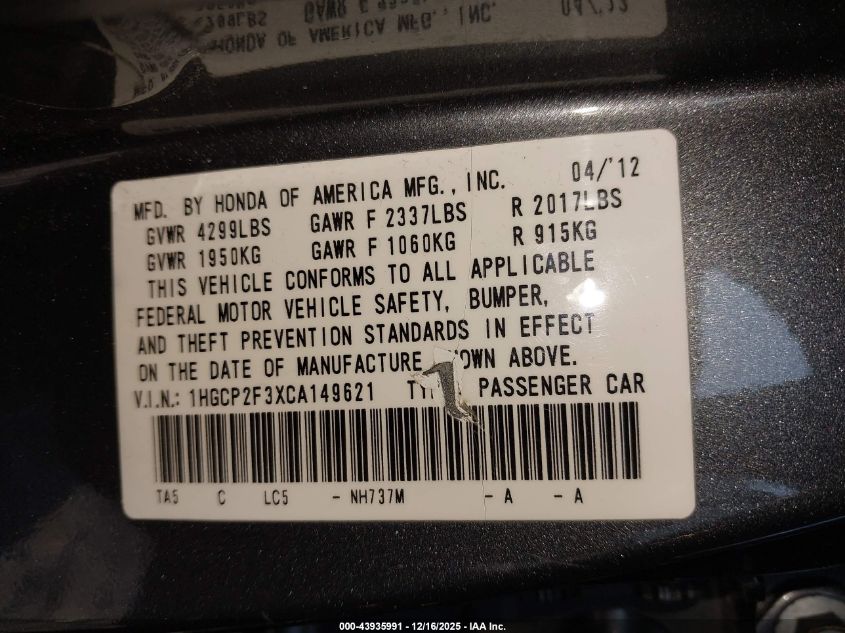 MFD. BY HONDA OF AMERICA MFG., INC. 04/'12
GVWR 4299LBS GAWR F 2337LBS R 2017LBS
GVWR 1950KG GAWR F 1060KG R 915KG
THIS VEHICLE CONFORMS TO ALL APPLICABLE
FEDERAL MOTOR VEHICLE SAFETY, BUMPER,
AND THEFT PREVENTION STANDARDS IN EFFECT
ON THE DATE OF MANUFACTURE OWN ABOVE.
V.I.N.: 1HGCP2F3XCA149621 TY PASSENGER CAR
TA5 C LC5 - NH737M - A - A
000-43935991 - 12/16/2025 - IAA Inc.